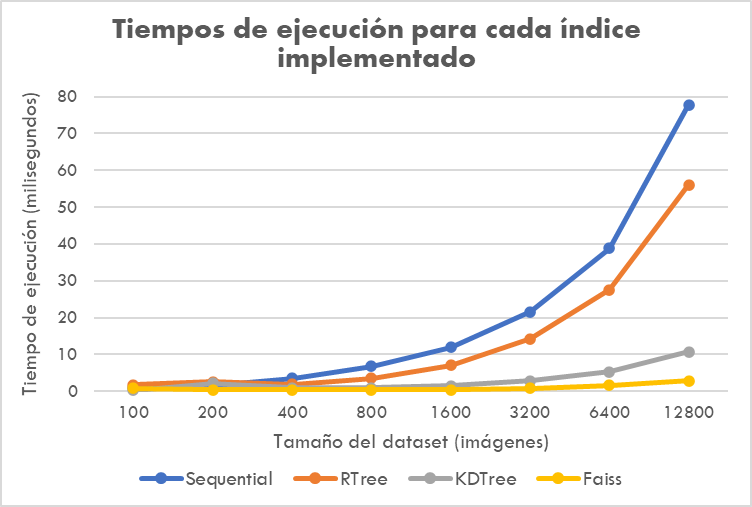 Tiempos de ejecución para cada índice
implementado
Tiempo de ejecución (milisegundos)
80
70
60
50
40
30
20
10
0
100 200 400 800 1600 3200 6400 12800
Tamaño del dataset (imágenes)
Sequential RTree KDTree Faiss